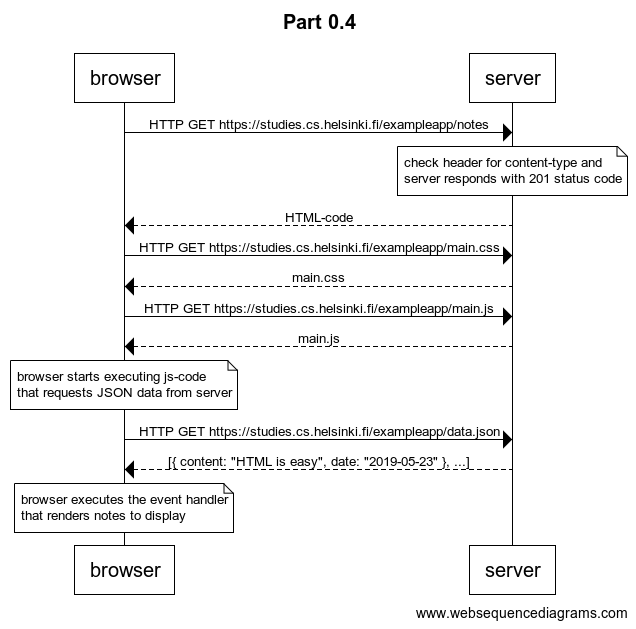 Part 0.4
browser
server
HTTP GET https://studies.cs.helsinki.fi/exampleapp/notes
check header for content-type and
server responds with 201 status code
HTML-code
HTTP GET https://studies.cs.helsinki.fi/exampleapp/main.css
main.css
HTTP GET https://studies.cs.helsinki.fi/exampleapp/main.js
main.js
browser starts executing js-code
that requests JSON data from server
HTTP GET https://studies.cs.helsinki.fi/exampleapp/data.json
[{ content: "HTML is easy", date: "2019-05-23" }, ...]
browser executes the event handler
that renders notes to display
browser
server
www.websequencediagrams.com